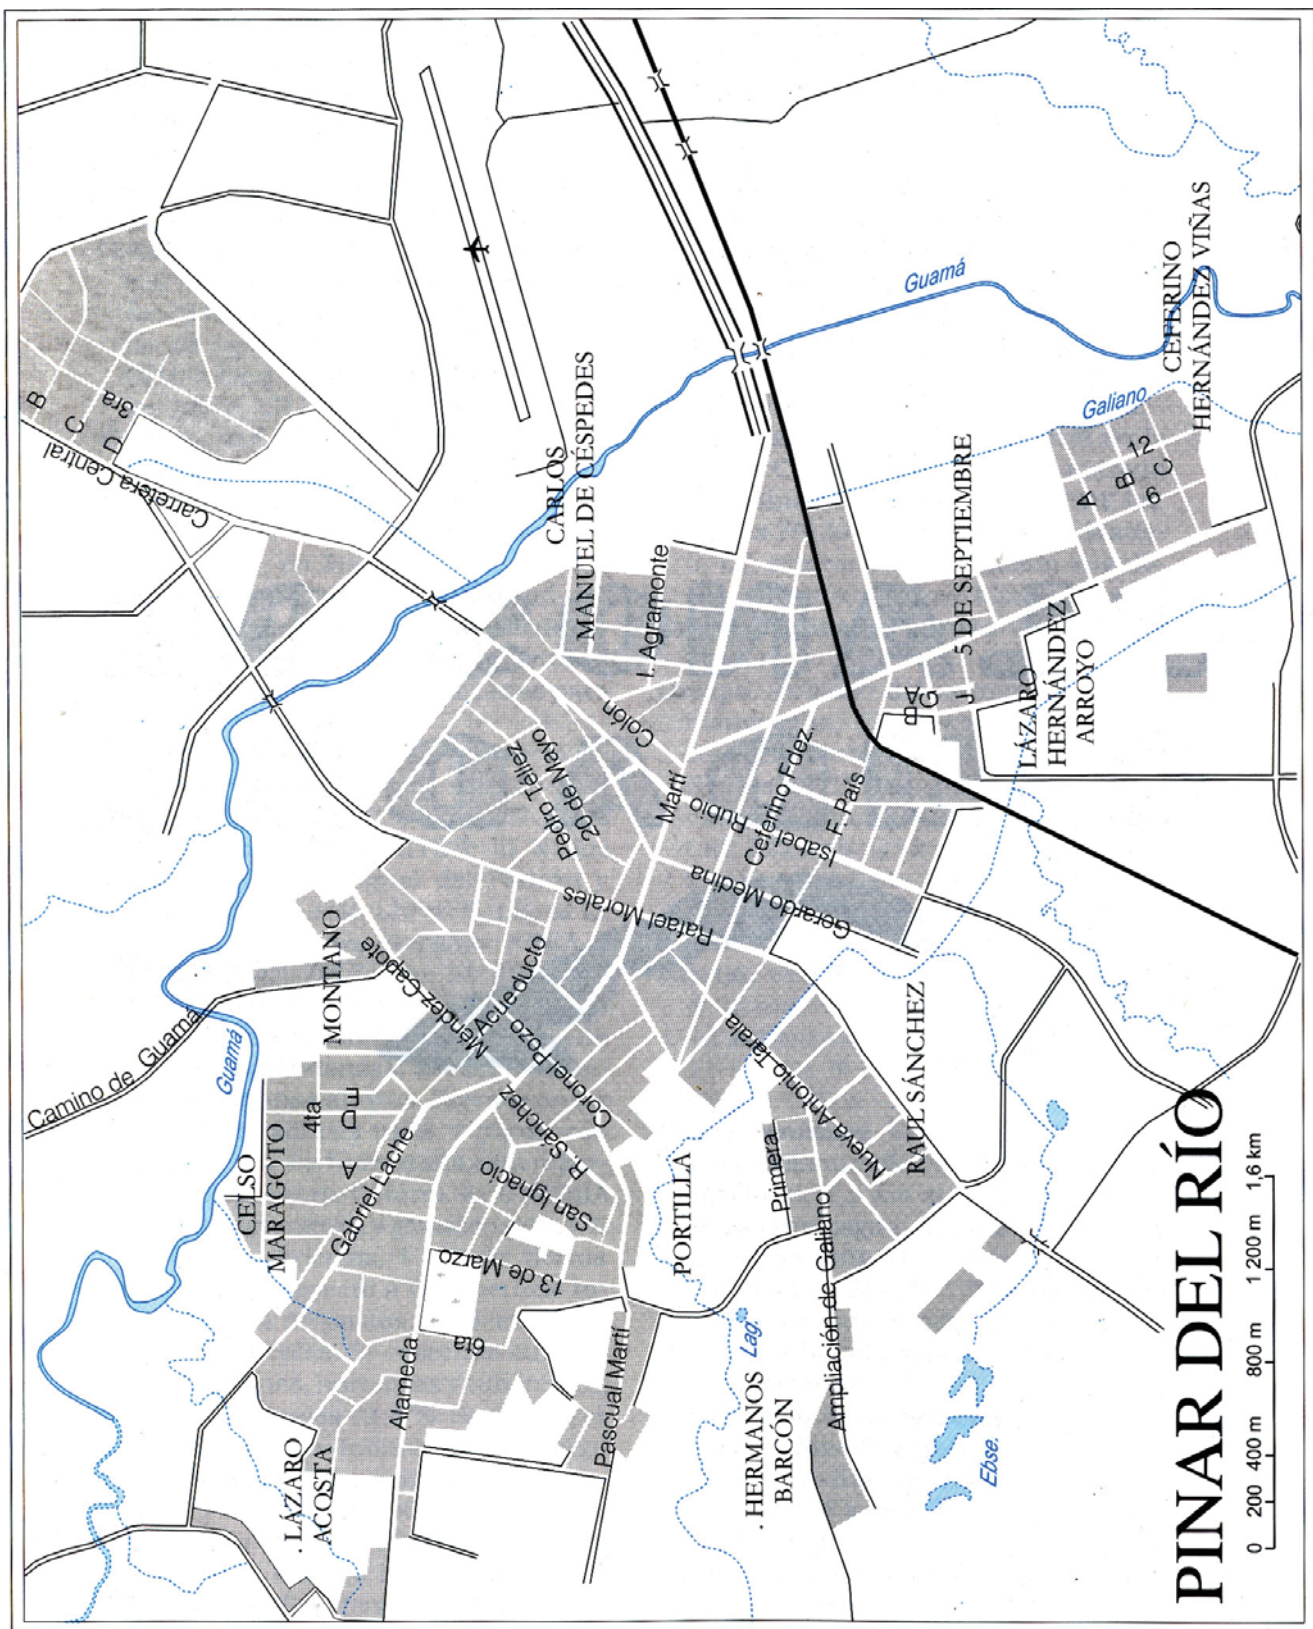 PINAR DEL RÍO
0 200 400 m 800 m 1 200 m 1,6 km
LÁZARO
ACOSTA
CELSO
MARAGOTO
MONTANO
CARLOS
MANUEL DE CESPEDES
HERMANOS
BARCÓN
PORTILLA
RAUL SÁNCHEZ
LÁZARO
HERNÁNDEZ
ARROYO
5 DE SEPTIEMBRE
CEFERINO
HERNÁNDEZ VIÑAS
Camino de Guamá
Guamá
Guamá
Galiano
Carretera Central
B
C
D
3ra
4ta
A
D
E
Gabriel Lache
Méndez Capote
Acueducto
Coronel Pozo
R. Sanchez
San Ignacio
13 de Marzo
6ta
Alameda
Pascual Martí
Pedro Téllez
20 de Mayo
Colón
I. Agramonte
Martí
Rafael Morales
Gerardo Medina
Isabel Rubio
Ceferino Fdez.
F. País
Nueva Antonio Tarala
Primera
Ampliación de Galiano
Lag.
Ebse.
B
A
G
J
A
B
C
6
12